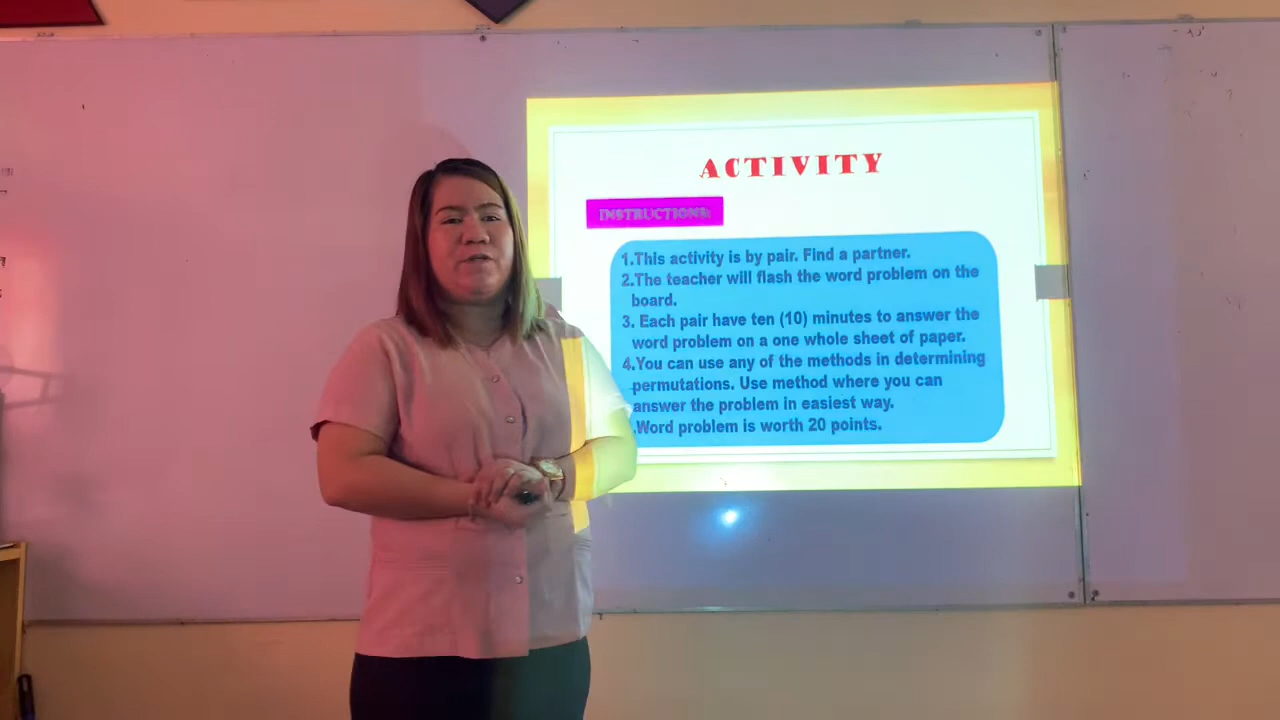 ACTIVITY
INSTRUCTIONS:
1.This activity is by pair. Find a partner.
2.The teacher will flash the word problem on the
board.
3. Each pair have ten (10) minutes to answer the
word problem on a one whole sheet of paper.
4.You can use any of the methods in determining
permutations. Use method where you can
answer the problem in easiest way.
.Word problem is worth 20 points.